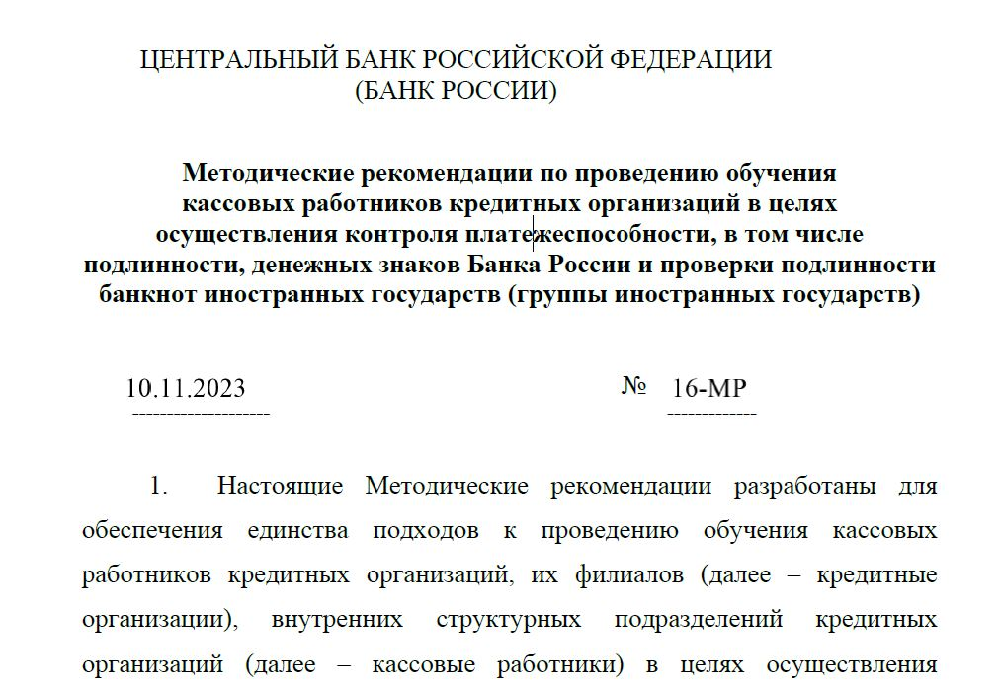 ЦЕНТРАЛЬНЫЙ БАНК РОССИЙСКОЙ ФЕДЕРАЦИИ
(БАНК РОССИИ)
Методические рекомендации по проведению обучения
кассовых работников кредитных организаций в целях
осуществления контроля платежеспособности, в том числе
подлинности, денежных знаков Банка России и проверки подлинности
банкнот иностранных государств (группы иностранных государств)
10.11.2023 № 16-МР
1. Настоящие Методические рекомендации разработаны для
обеспечения единства подходов к проведению обучения кассовых
работников кредитных организаций, их филиалов (далее – кредитные
организации), внутренних структурных подразделений кредитных
организаций (далее – кассовые работники) в целях осуществления